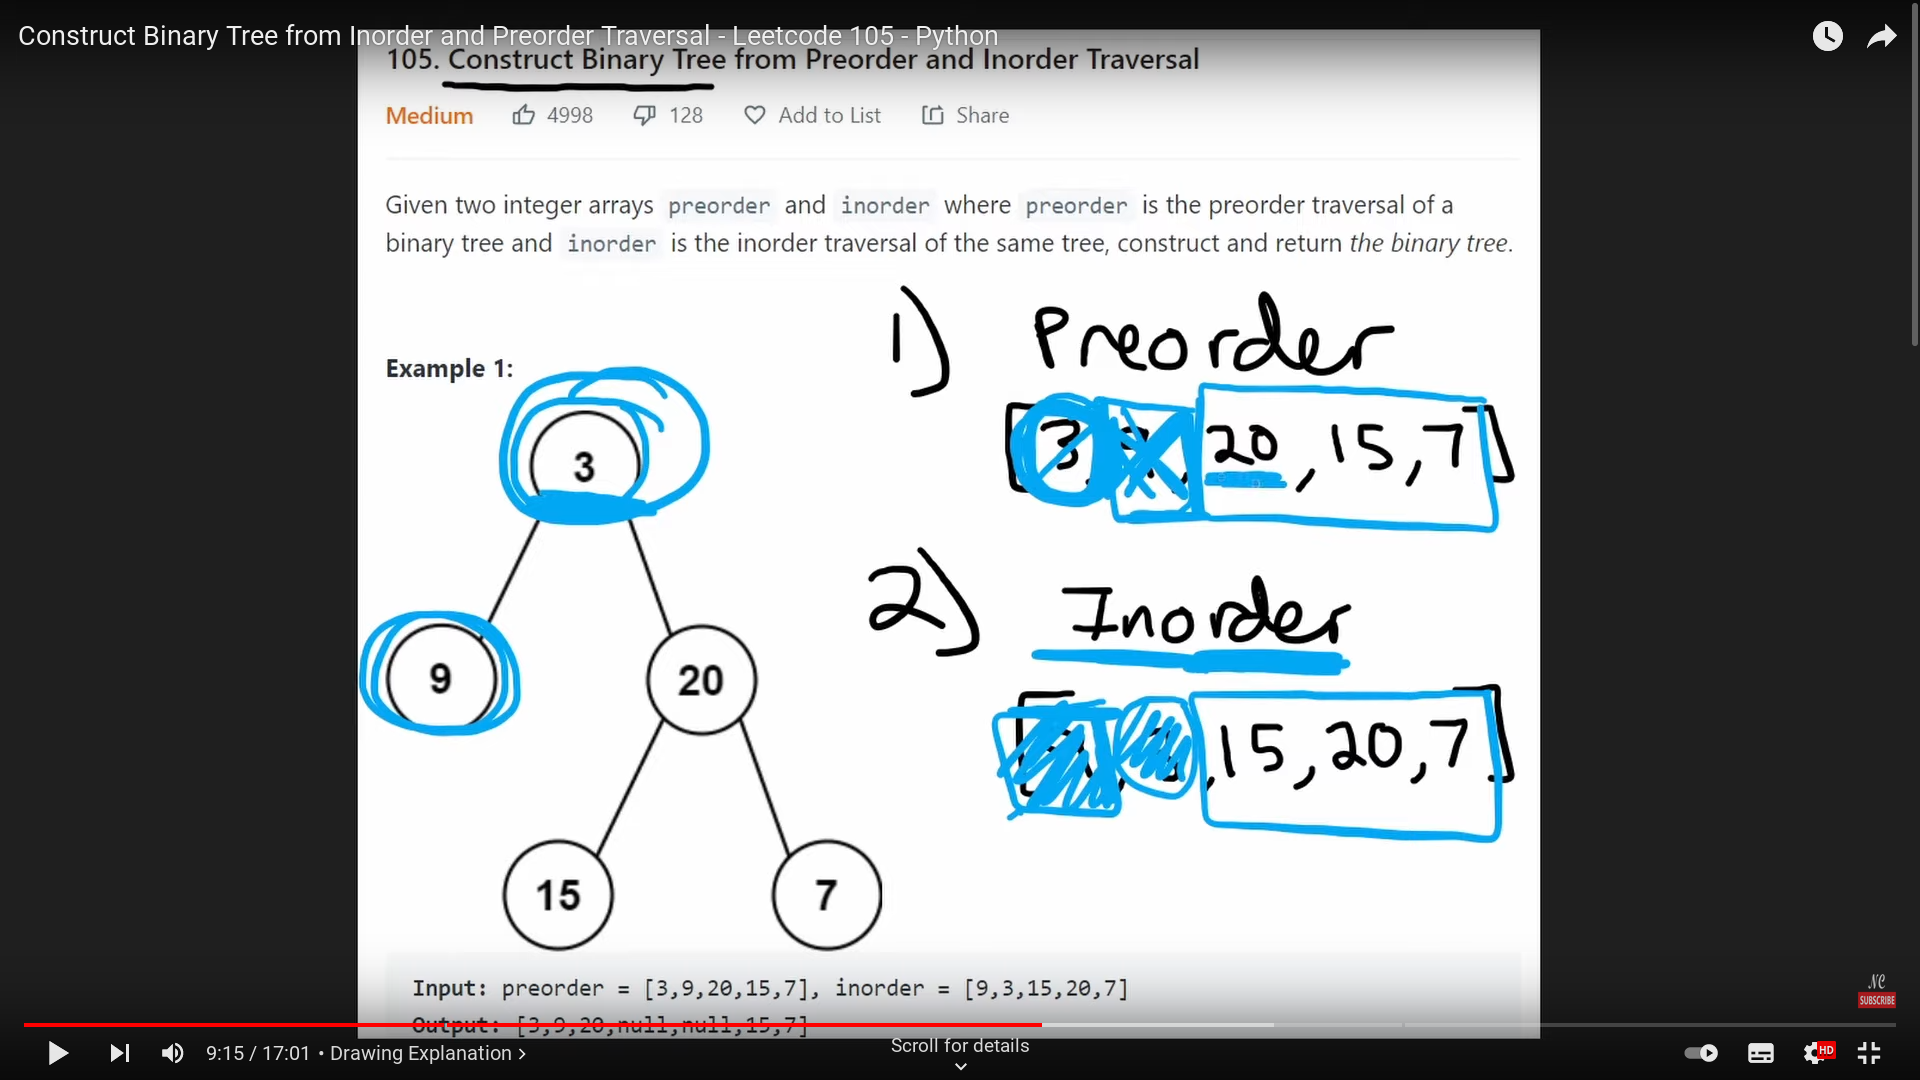 Construct Binary Tree from Inorder and Preorder Traversal - Leetcode 105 - Python
105. Construct Binary Tree from Preorder and Inorder Traversal
Medium 4998 128 Add to List Share
Given two integer arrays preorder and inorder where preorder is the preorder traversal of a
binary tree and inorder is the inorder traversal of the same tree, construct and return the binary tree.
1) Preorder
Example 1:
[3, , 20, 15, 7]
3
2) Inorder
9 20
[ , 15, 20, 7]
15 7
Input: preorder = [3,9,20,15,7], inorder = [9,3,15,20,7]
Output: [3,9,20,null,null,15,7]
NC
SUBSCRIBE
9:15 / 17:01 • Drawing Explanation >
Scroll for details
HD